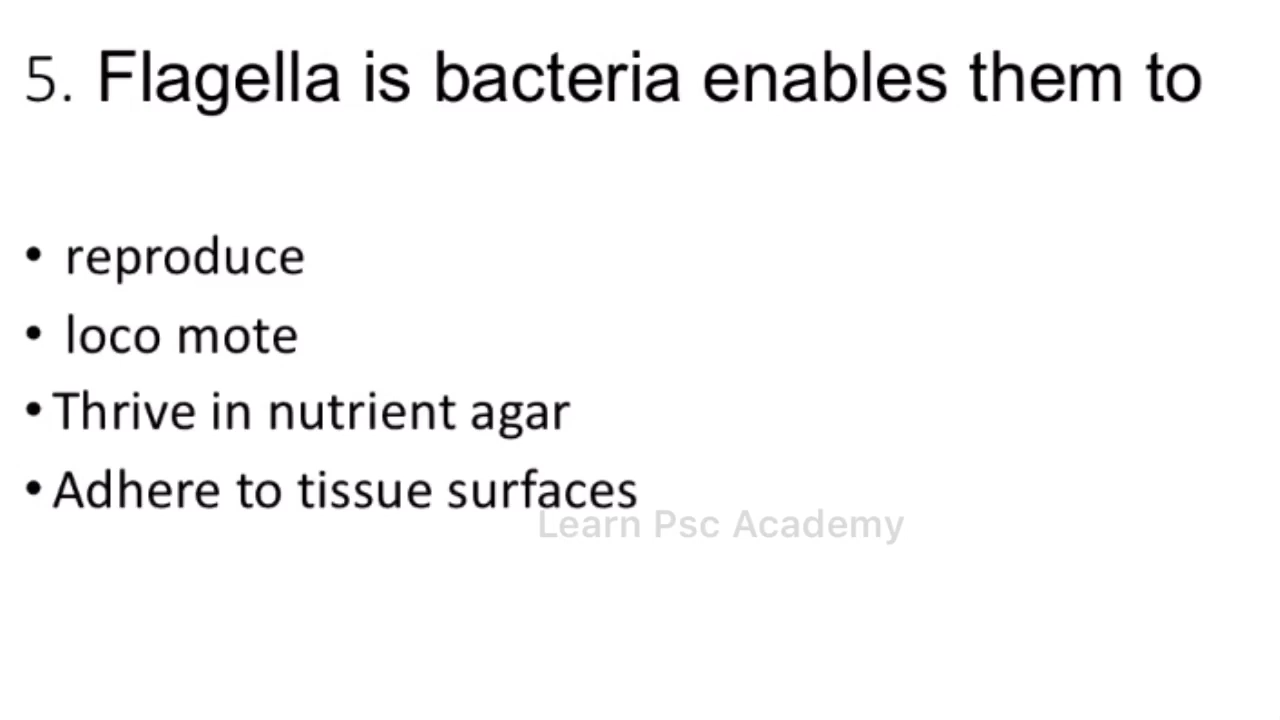 5. Flagella is bacteria enables them to
• reproduce
• loco mote
• Thrive in nutrient agar
• Adhere to tissue surfaces
Learn Psc Academy